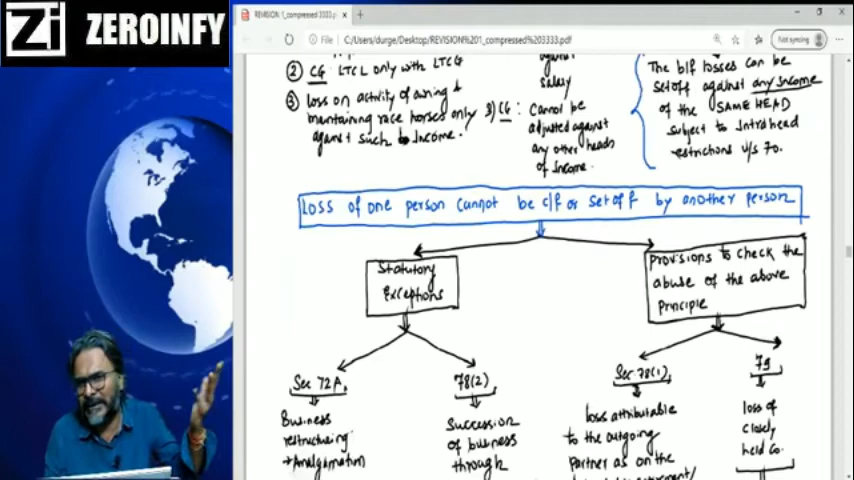 ZEROINFY
REVISION 1_compressed 3333.pdf
File
C:/Users/durge/Desktop/REVISION%201_compressed%203333.pdf
Not syncing
② CG LTCL only with LTCG
③ loss on activity of owning &
maintaining race horses only
against such Income.
against
salary
3) CG : Cannot be
adjusted against
any other heads
of Income.
The b/f losses can be
setoff against any income
of the SAME HEAD
subject to Intrahead
restrictions u/s 70.
Loss of one person cannot be c/f or set off by another person
Statutory
Exceptions
Provisions to check the
abuse of the above
principle
Sec 72A
Business
restructuring
→Amalgamation
78(2)
Succession
of business
through
Sec. 78(1)
loss attributable
to the outgoing
partner as on the
79
loss of
closely
held Co.